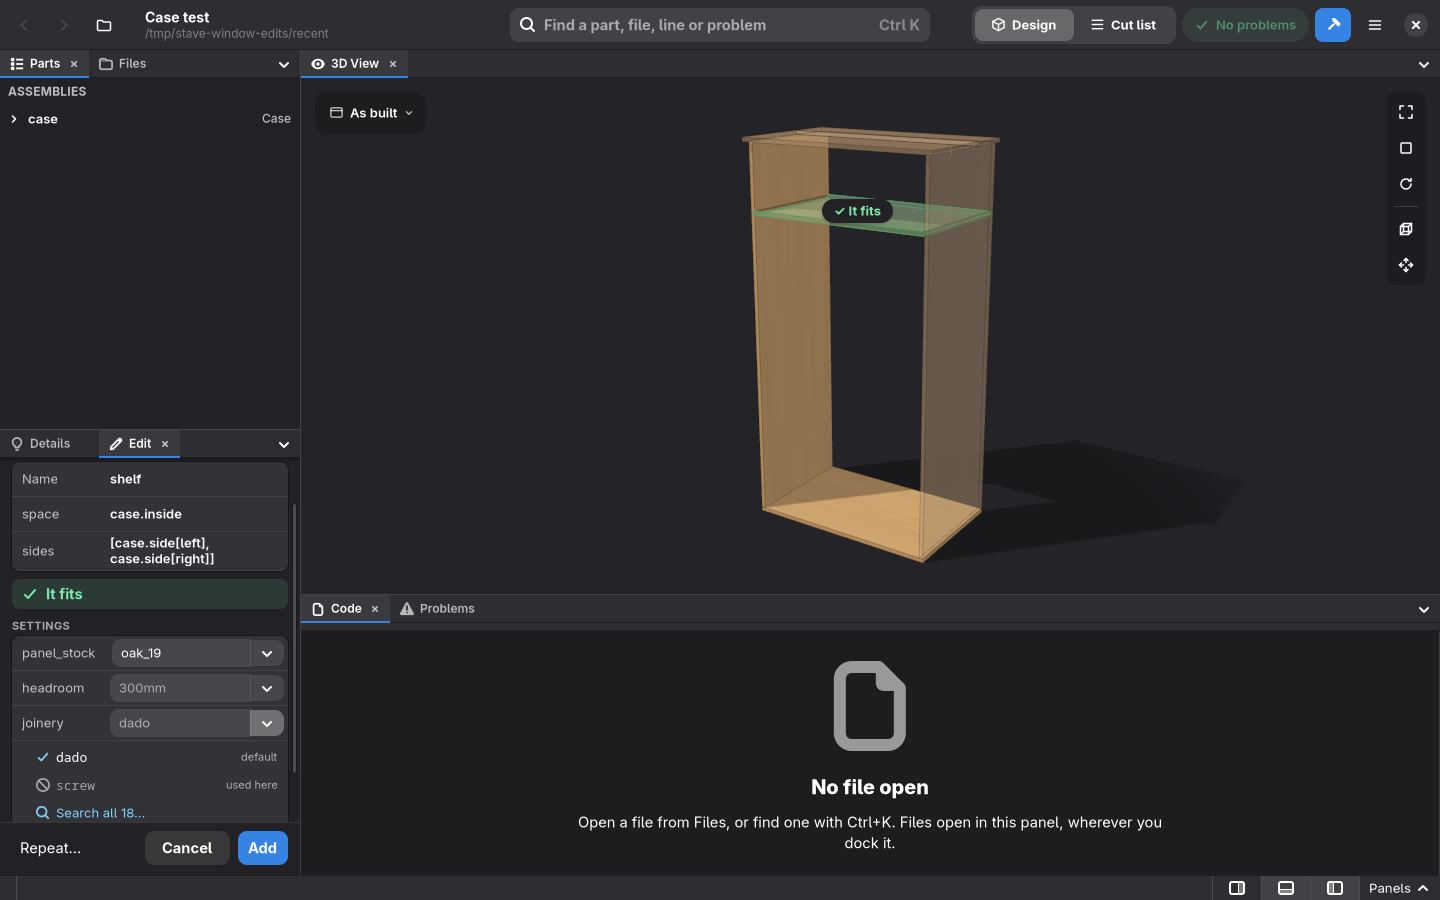 Case test
/tmp/stave-window-edits/recent
Find a part, file, line or problem
Ctrl K
Design
Cut list
No problems
Parts
Files
3D View
ASSEMBLIES
case
Case
As built
It fits
Details
Edit
Name
shelf
space
case.inside
sides
[case.side[left],
case.side[right]]
It fits
SETTINGS
panel_stock
oak_19
headroom
300mm
joinery
dado
dado
default
screw
used here
Search all 18...
Repeat...
Cancel
Add
Code
Problems
No file open
Open a file from Files, or find one with Ctrl+K. Files open in this panel, wherever you
dock it.
Panels